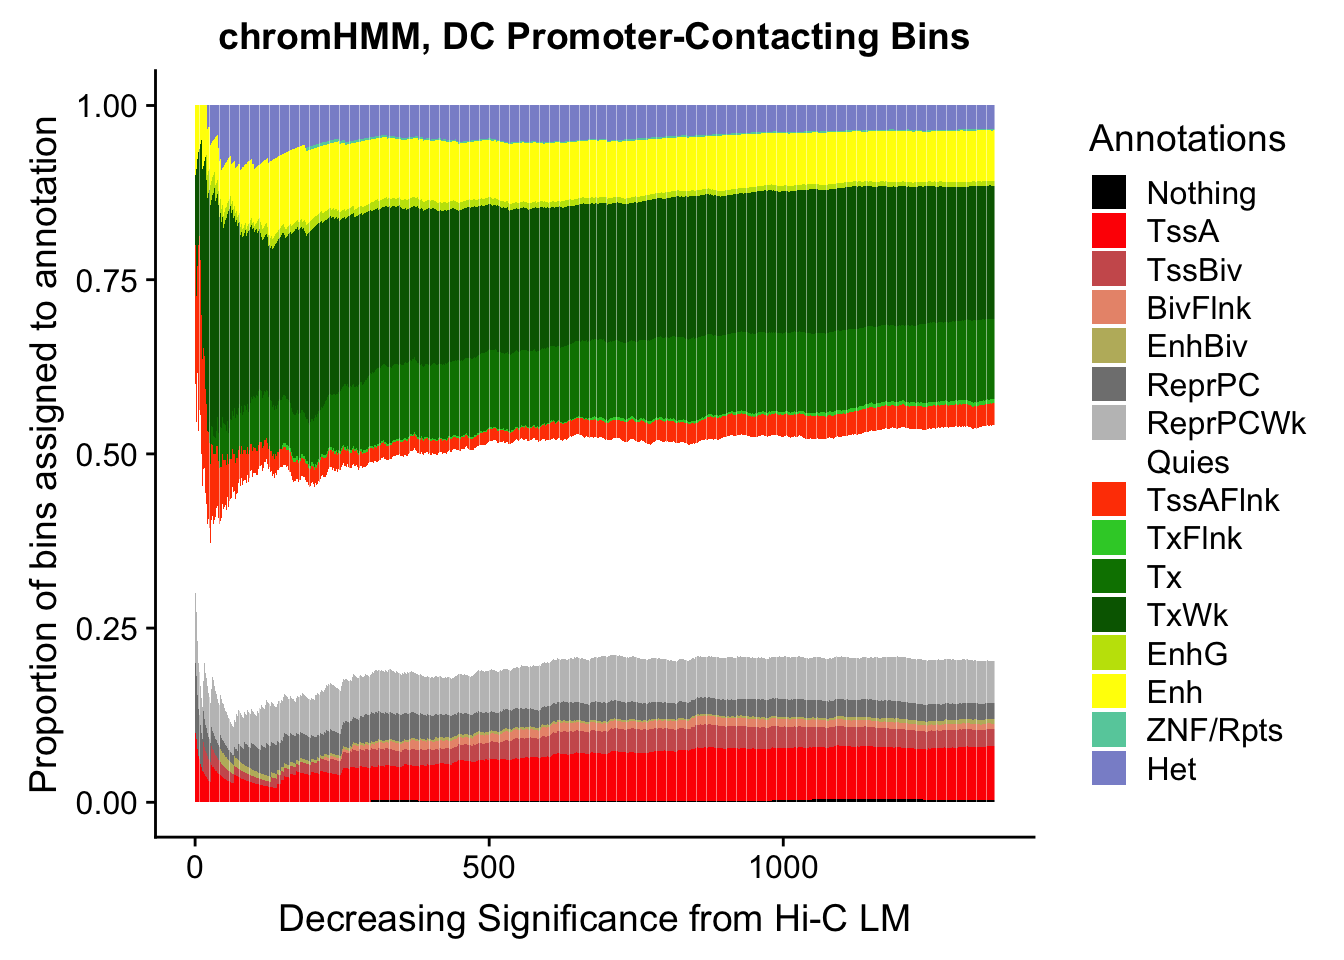 chromHMM, DC Promoter-Contacting Bins
Proportion of bins assigned to annotation
1.00
0.75
0.50
0.25
0.00
0
500
1000
Decreasing Significance from Hi-C LM
Annotations
Nothing
TssA
TssBiv
BivFlnk
EnhBiv
ReprPC
ReprPCWk
Quies
TssAFlnk
TxFlnk
Tx
TxWk
EnhG
Enh
ZNF/Rpts
Het